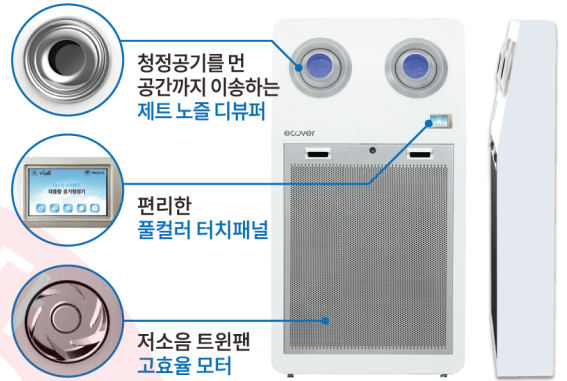 청정공기를 먼
공간까지 이송하는
제트 노즐 디퓨퍼
ecover
대용량 공기청정기
편리한
풀컬러 터치패널
저소음 트윈팬
고효율 모터